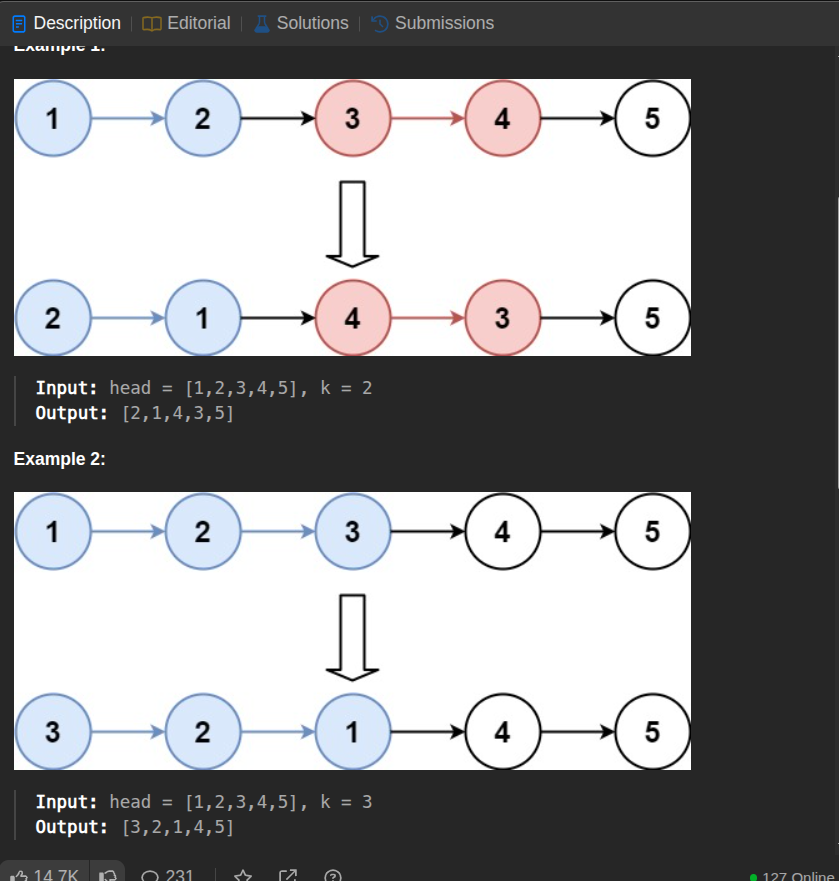 Description Editorial Solutions Submissions
Example 1:
1 2 3 4 5
2 1 4 3 5
Input: head = [1,2,3,4,5], k = 2
Output: [2,1,4,3,5]
Example 2:
1 2 3 4 5
3 2 1 4 5
Input: head = [1,2,3,4,5], k = 3
Output: [3,2,1,4,5]
14.7K 231 127 Online